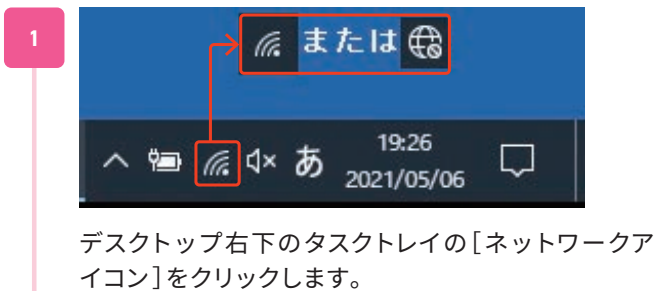 1
または
あ
19:26
2021/05/06
デスクトップ右下のタスクトレイの[ネットワークア
イコン]をクリックします。